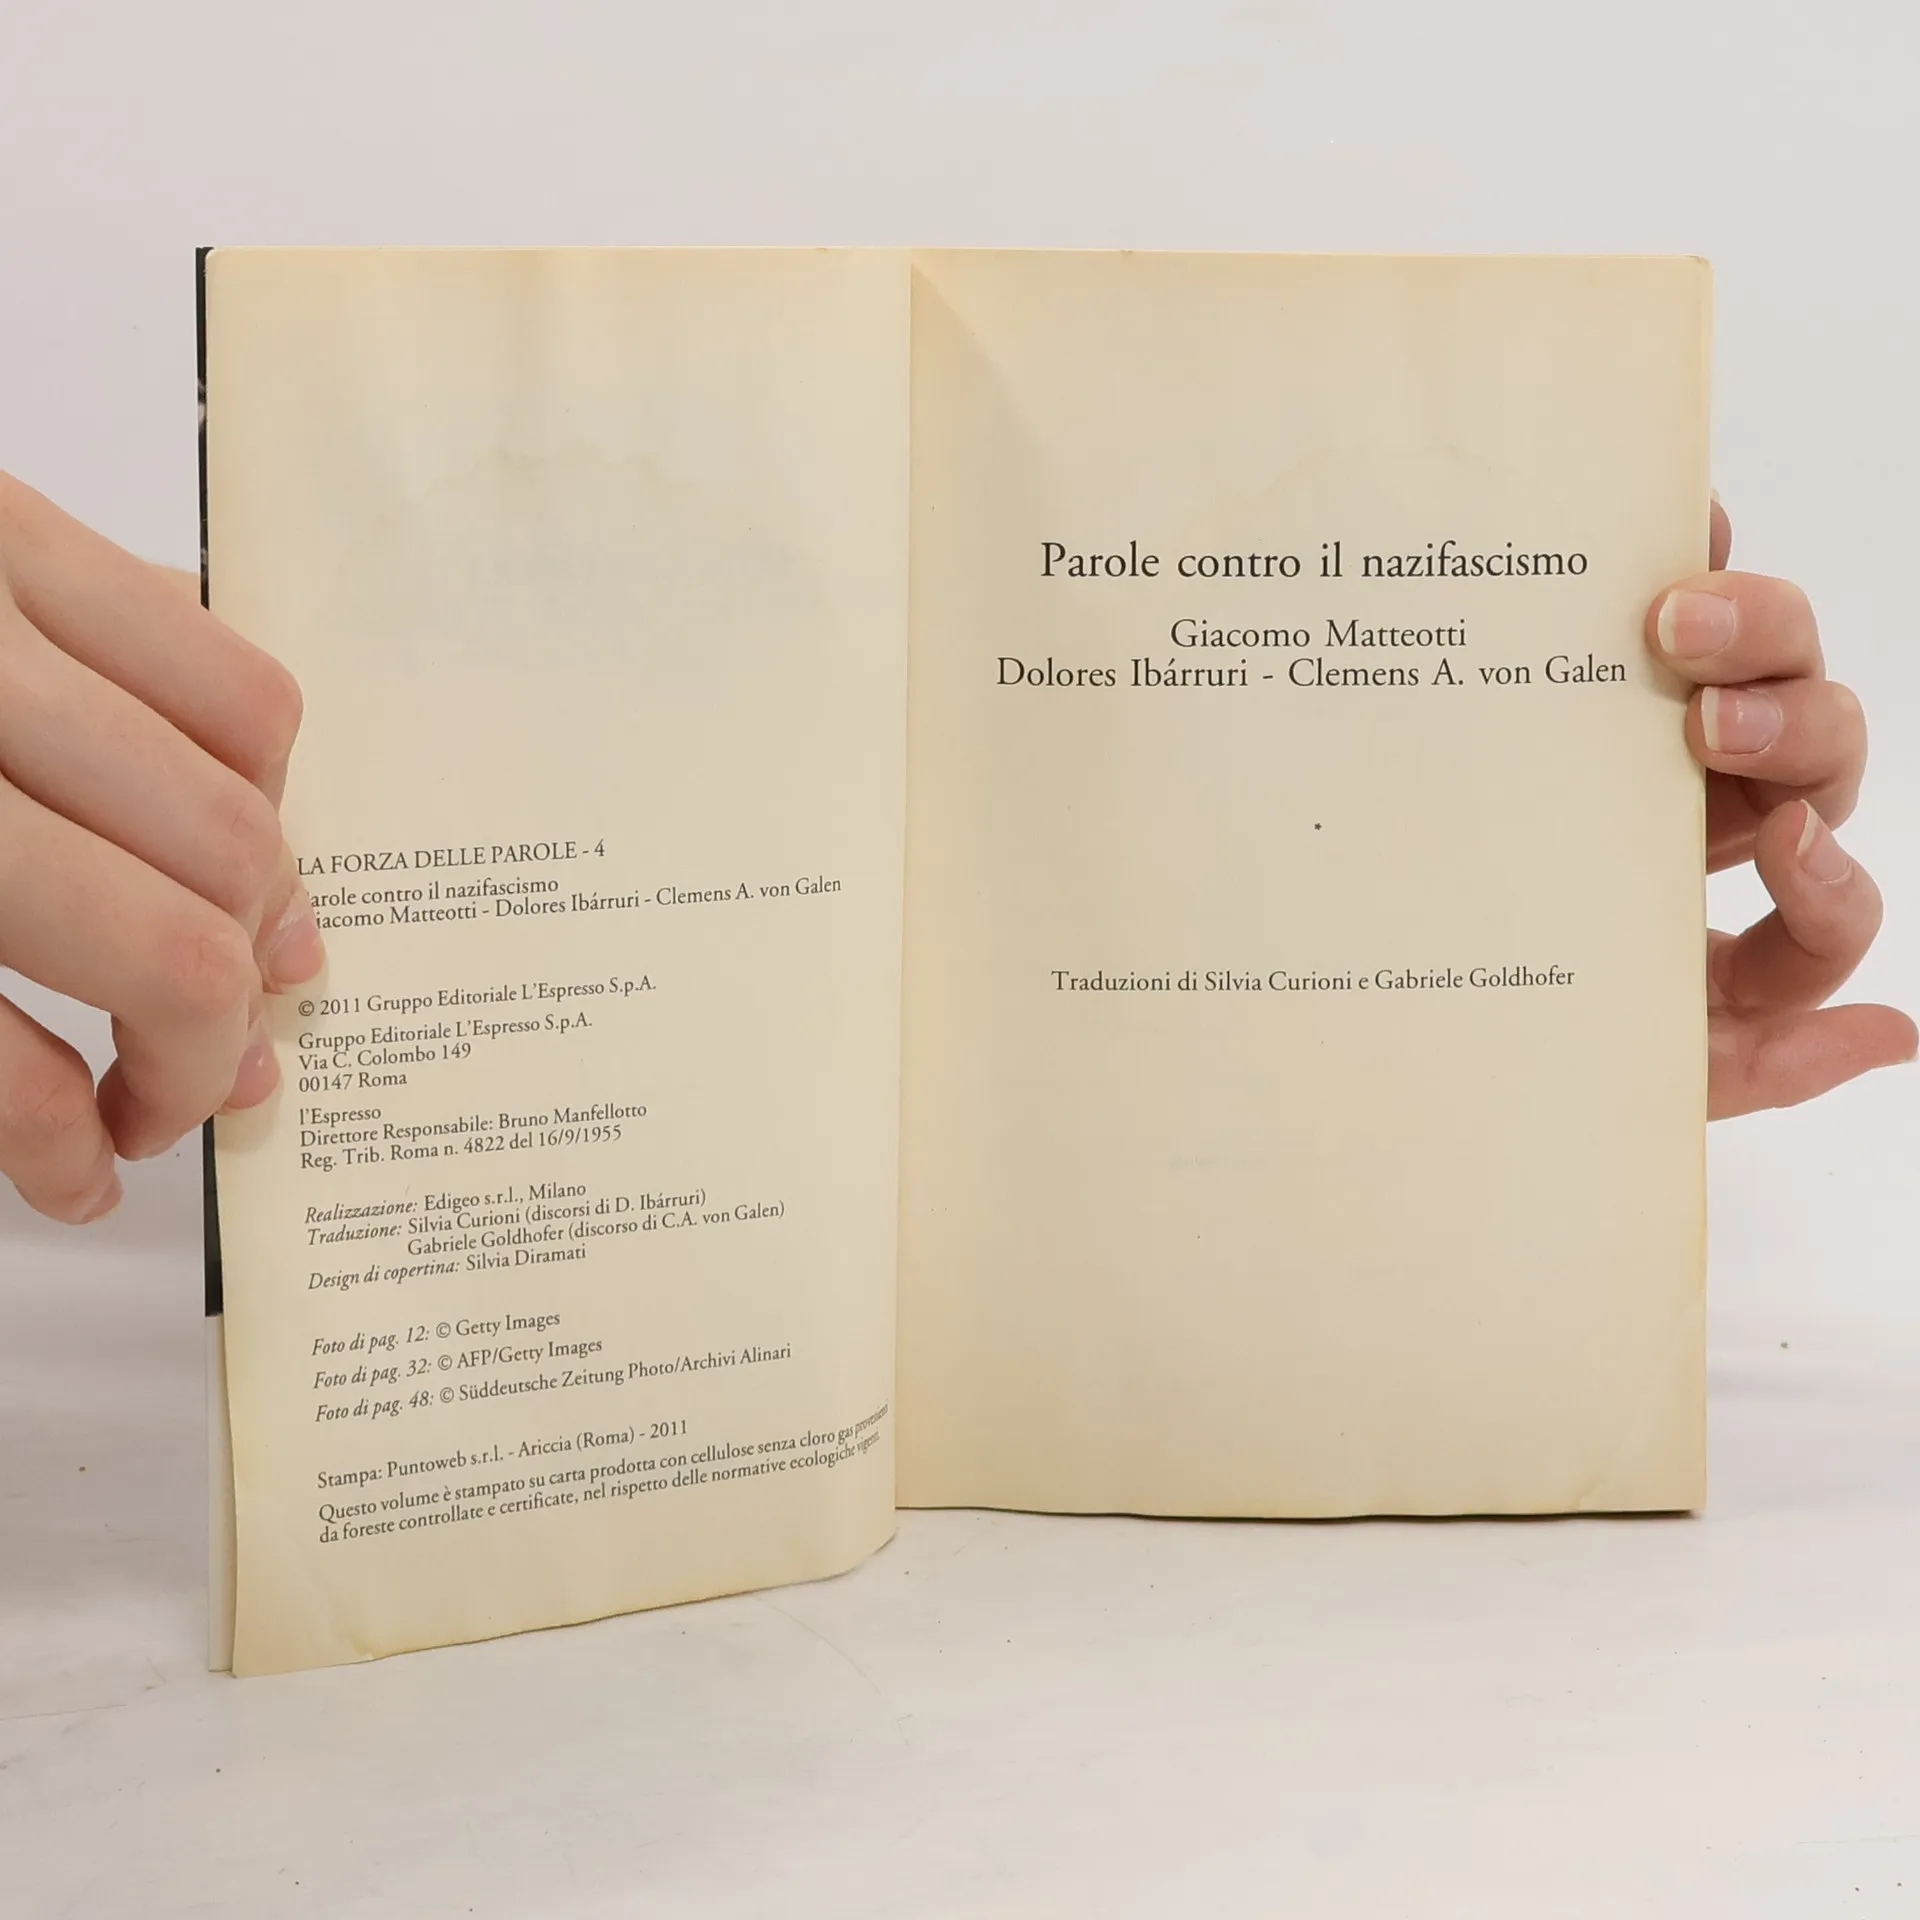 LA FORZA DELLE PAROLE - 4
arole contro il nazifascismo
iacomo Matteotti - Dolores Ibárruri - Clemens A. von Galen
© 2011 Gruppo Editoriale L'Espresso S.p.A.
Gruppo Editoriale L'Espresso S.p.A.
Via C. Colombo 149
00147 Roma
l'Espresso
Direttore Responsabile: Bruno Manfellotto
Reg. Trib. Roma n. 4822 del 16/9/1955
Realizzazione: Edigeo s.r.l., Milano
Traduzione: Silvia Curioni (discorsi di D. Ibárruri)
Gabriele Goldhofer (discorso di C.A. von Galen)
Design di copertina: Silvia Diramati
Foto di pag. 12: © Getty Images
Foto di pag. 32: © AFP/Getty Images
Foto di pag. 48: © Süddeutsche Zeitung Photo/Archivi Alinari
Stampa: Puntoweb s.r.l. - Ariccia (Roma) - 2011
Questo volume è stampato su carta prodotta con cellulose senza cloro gas provenienti
da foreste controllate e certificate, nel rispetto delle normative ecologiche vigenti.
Parole contro il nazifascismo
Giacomo Matteotti
Dolores Ibárruri - Clemens A. von Galen
*
Traduzioni di Silvia Curioni e Gabriele Goldhofer